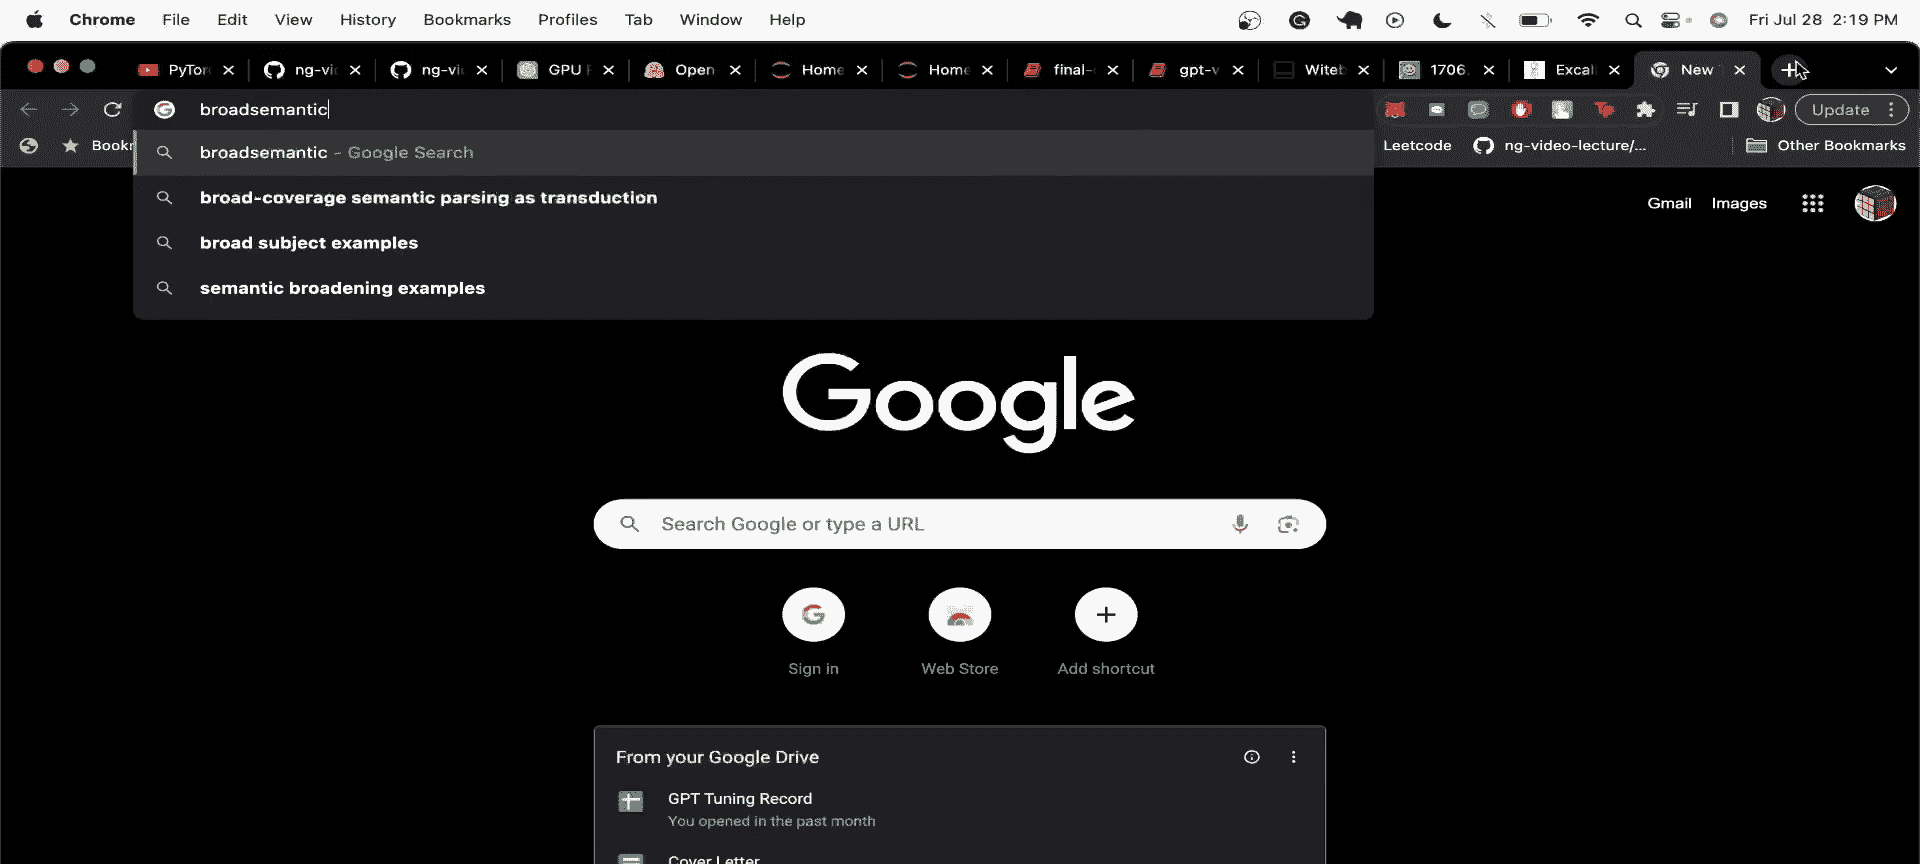 Chrome File Edit View History Bookmarks Profiles Tab Window Help Fri Jul 28 2:19 PM
PyTor ng-vi ng-vi GPU Open Home Home final- gpt-v Witeb 1706. Excal New
broadsemantic Update
Bookr Leetcode ng-video-lecture/... Other Bookmarks
broadsemantic - Google Search
broad-coverage semantic parsing as transduction
broad subject examples
semantic broadening examples
Gmail Images
Google
Search Google or type a URL
Sign in Web Store Add shortcut
From your Google Drive
GPT Tuning Record
You opened in the past month
Cover Letter